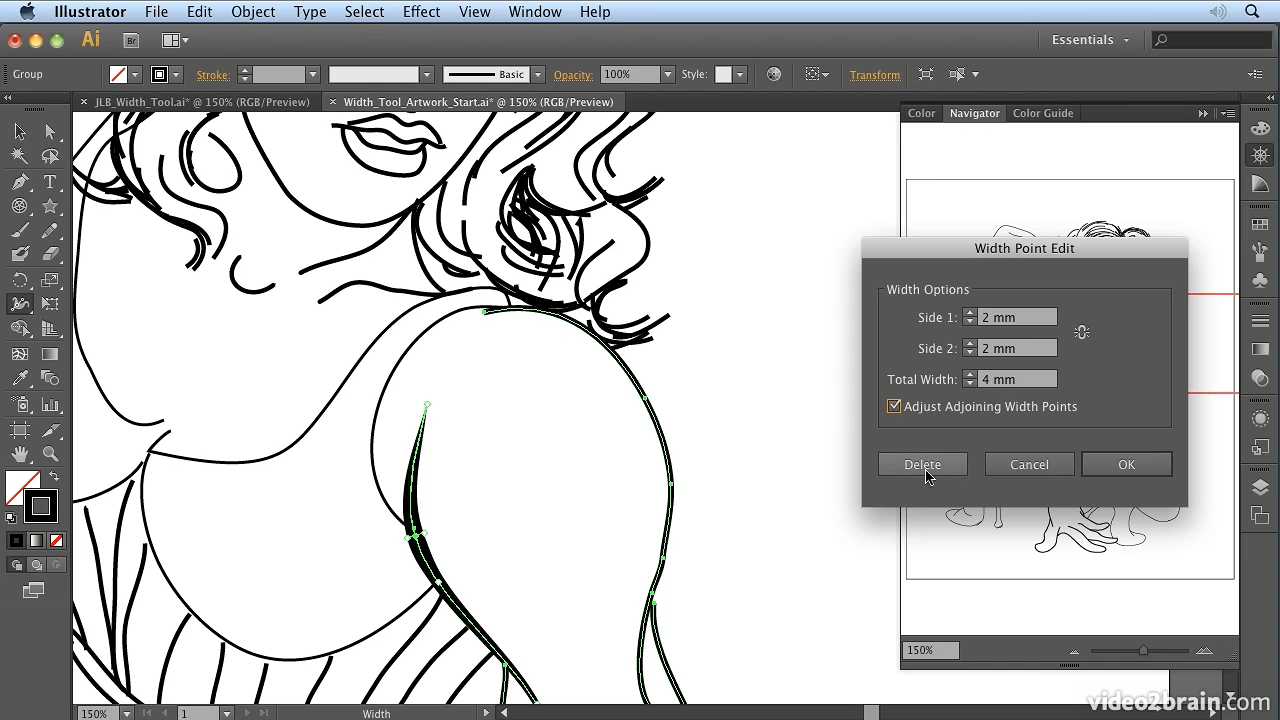 Illustrator File Edit Object Type Select Effect View Window Help
Ai Br Essentials
Group Stroke: Basic Opacity: 100% Style: Transform
JLB_Width_Tool.ai* @ 150% (RGB/Preview) Width_Tool_Artwork_Start.ai* @ 150% (RGB/Preview)
Color Navigator Color Guide
Width Point Edit
Width Options
Side 1: 2 mm
Side 2: 2 mm
Total Width: 4 mm
Adjust Adjoining Width Points
Delete Cancel OK
150%
150% 1 Width
video2brain.com